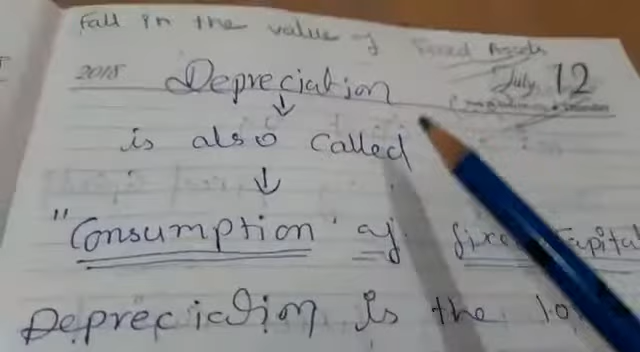 Fall in the value of Fixed Assets
2018 Depreciation July, 12
↓
is also called
↓
"Consumption" of fixed Capital
Depreciation is the lo